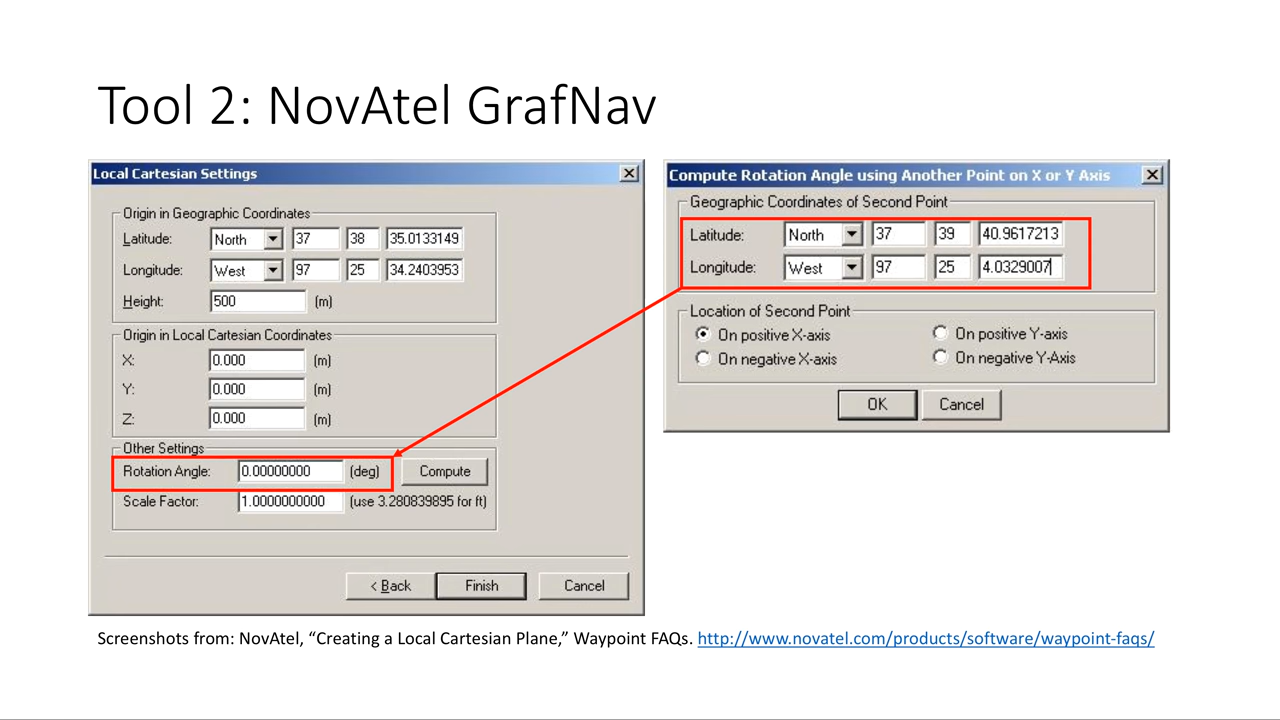 Tool 2: NovAtel GrafNav
Local Cartesian Settings
Origin in Geographic Coordinates
Latitude: North 37 38 35.0133149
Longitude: West 97 25 34.2403953
Height: 500 (m)
Origin in Local Cartesian Coordinates
X: 0.000 (m)
Y: 0.000 (m)
Z: 0.000 (m)
Other Settings
Rotation Angle: 0.00000000 (deg) Compute
Scale Factor: 1.0000000000 (use 3.280839895 for ft)
< Back Finish Cancel
Compute Rotation Angle using Another Point on X or Y Axis
Geographic Coordinates of Second Point
Latitude: North 37 39 40.9617213
Longitude: West 97 25 4.0329007
Location of Second Point
On positive X-axis On positive Y-axis
On negative X-axis On negative Y-Axis
OK Cancel
Screenshots from: NovAtel, “Creating a Local Cartesian Plane,” Waypoint FAQs. http://www.novatel.com/products/software/waypoint-faqs/